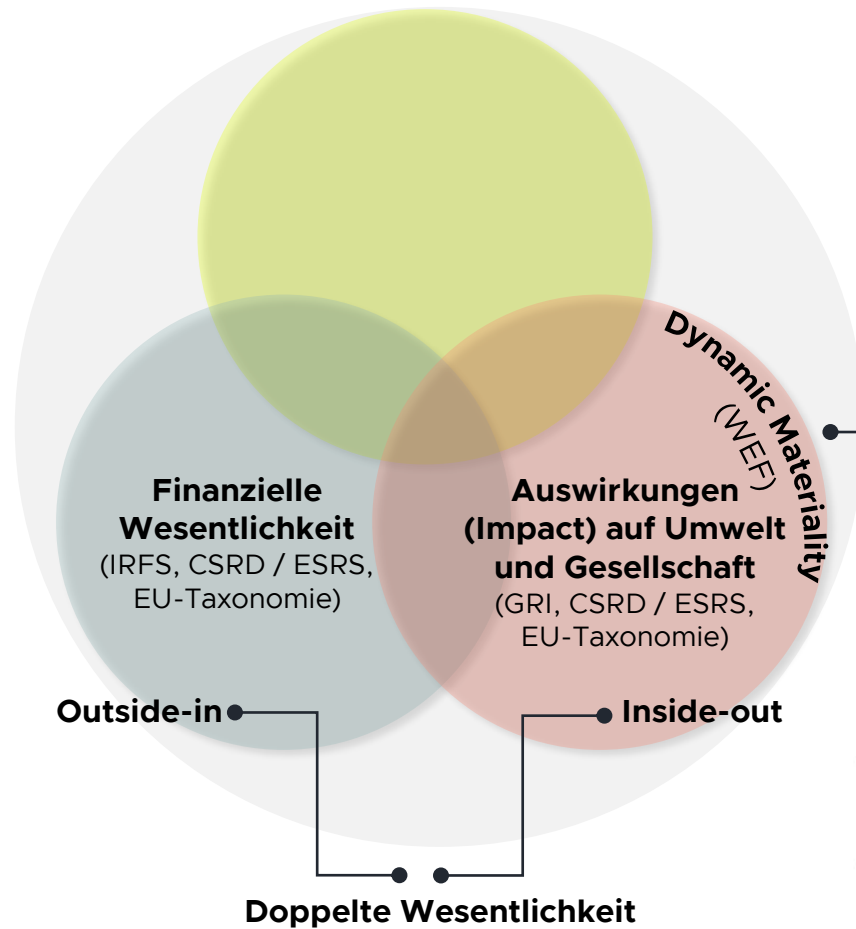 Dynamic Materiality
(WEF)
Finanzielle
Wesentlichkeit
(IRFS, CSRD / ESRS,
EU-Taxonomie)
Auswirkungen
(Impact) auf Umwelt
und Gesellschaft
(GRI, CSRD / ESRS,
EU-Taxonomie)
Outside-in
Inside-out
Doppelte Wesentlichkeit